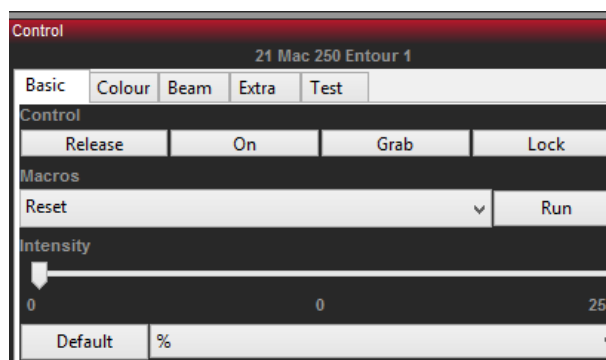 Control
21 Mac 250 Entour 1
Basic Colour Beam Extra Test
Control
Release On Grab Lock
Macros
Reset Run
Intensity
0 0 25
Default %